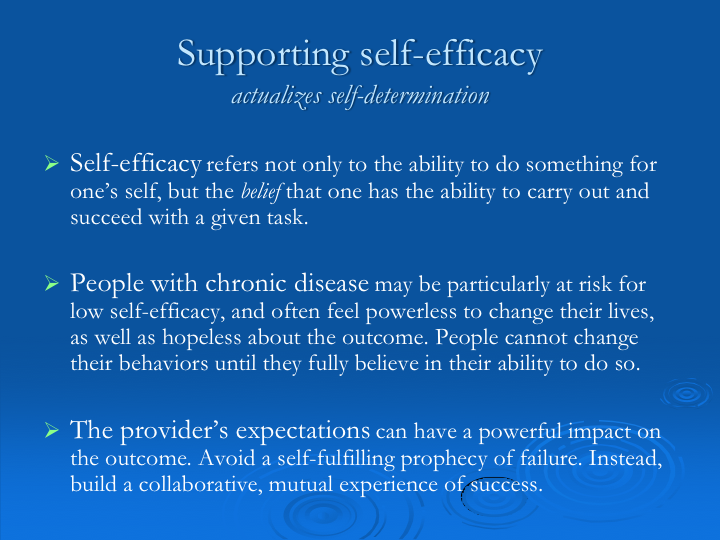 Supporting self-efficacy
actualizes self-determination
Self-efficacy refers not only to the ability to do something for
one’s self, but the belief that one has the ability to carry out and
succeed with a given task.
People with chronic disease may be particularly at risk for
low self-efficacy, and often feel powerless to change their lives,
as well as hopeless about the outcome. People cannot change
their behaviors until they fully believe in their ability to do so.
The provider’s expectations can have a powerful impact on
the outcome. Avoid a self-fulfilling prophecy of failure. Instead,
build a collaborative, mutual experience of success.